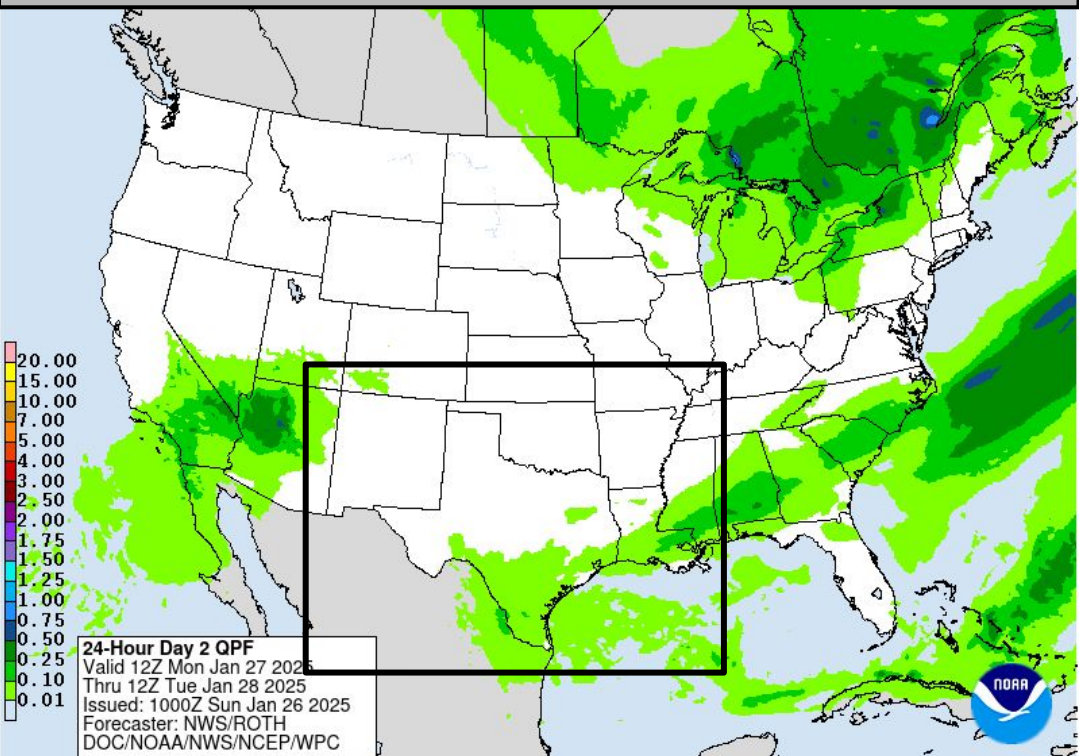 20.00
15.00
10.00
7.00
5.00
4.00
3.00
2.50
2.00
1.75
1.50
1.25
1.00
0.75
0.50
0.25
0.10
0.01
24-Hour Day 2 QPF
Valid 12Z Mon Jan 27 2025
Thru 12Z Tue Jan 28 2025
Issued: 1000Z Sun Jan 26 2025
Forecaster: NWS/ROTH
DOC/NOAA/NWS/NCEP/WPC
NOAA